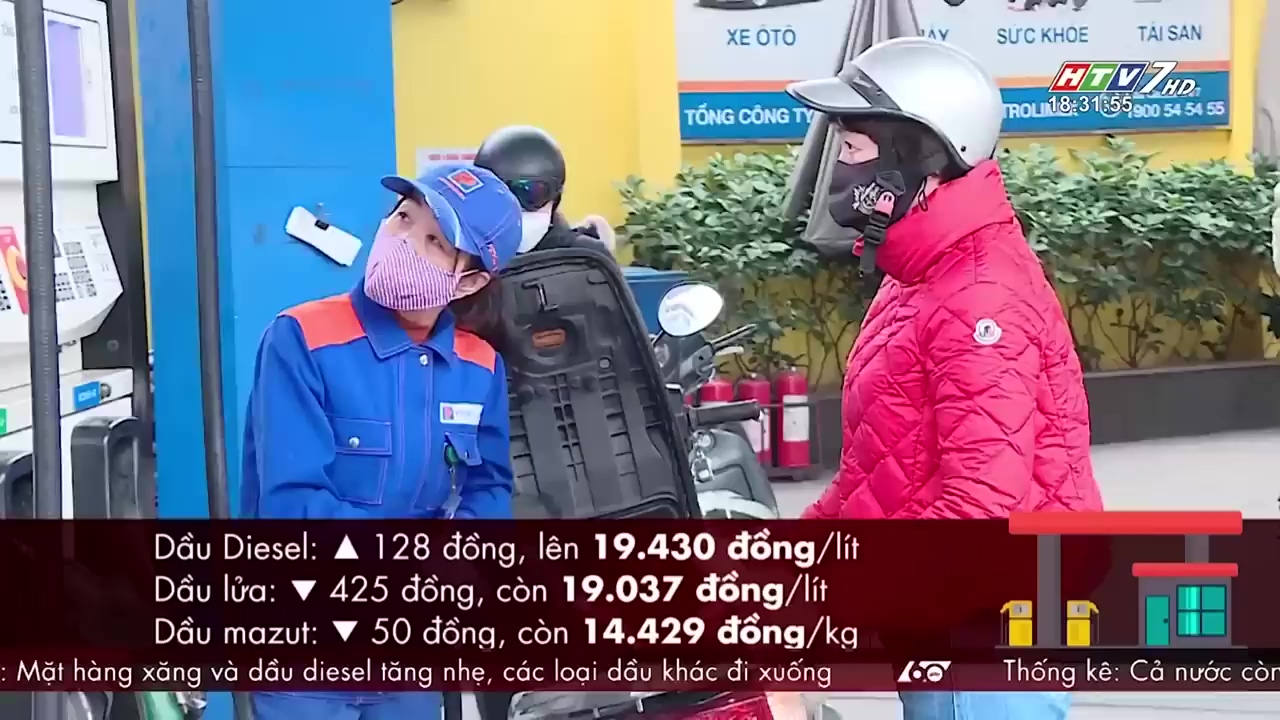 XE ÔTÔ
SỨC KHỎE
TÀI SẢN
HTV7 HD
18:31:55
TỔNG CÔNG TY
1900 54 54 55
Dầu Diesel: ▲ 128 đồng, lên 19.430 đồng/lít
Dầu lửa: ▼ 425 đồng, còn 19.037 đồng/lít
Dầu mazut: ▼ 50 đồng, còn 14.429 đồng/kg
: Mặt hàng xăng và dầu diesel tăng nhẹ, các loại dầu khác đi xuống
60
Thống kê: Cả nước còn